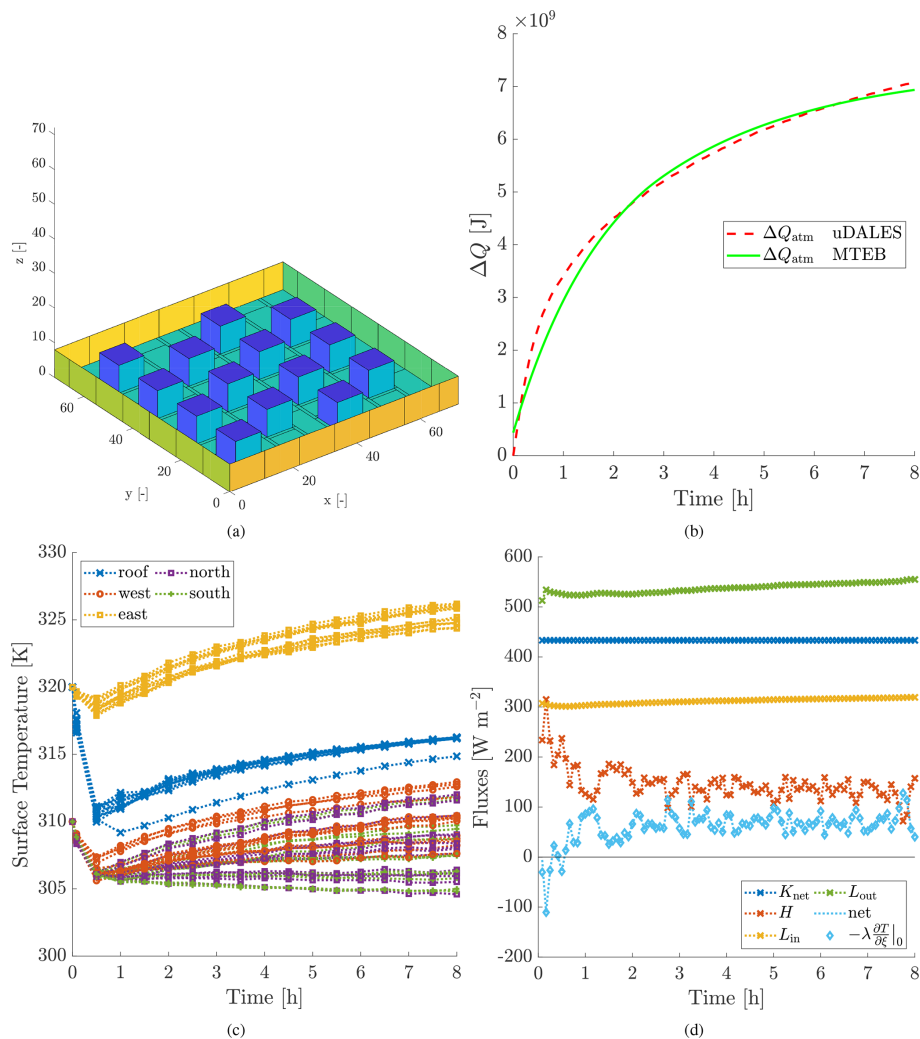 70
60
50
40
30
20
10
0
z [-]
60
40
20
0
y [-]
0
20
40
60
x [-]
(a)
×10⁹
8
7
6
5
4
3
2
1
0
ΔQ [J]
ΔQatm uDALES
ΔQatm MTEB
0 1 2 3 4 5 6 7 8
Time [h]
(b)
330
325
320
315
310
305
300
Surface Temperature [K]
roof north
west south
east
0 1 2 3 4 5 6 7 8
Time [h]
(c)
600
500
400
300
200
100
0
-100
-200
Fluxes [W m⁻²]
Knet Lout
H net
Lin -λ ∂T/∂ξ|₀
0 1 2 3 4 5 6 7 8
Time [h]
(d)